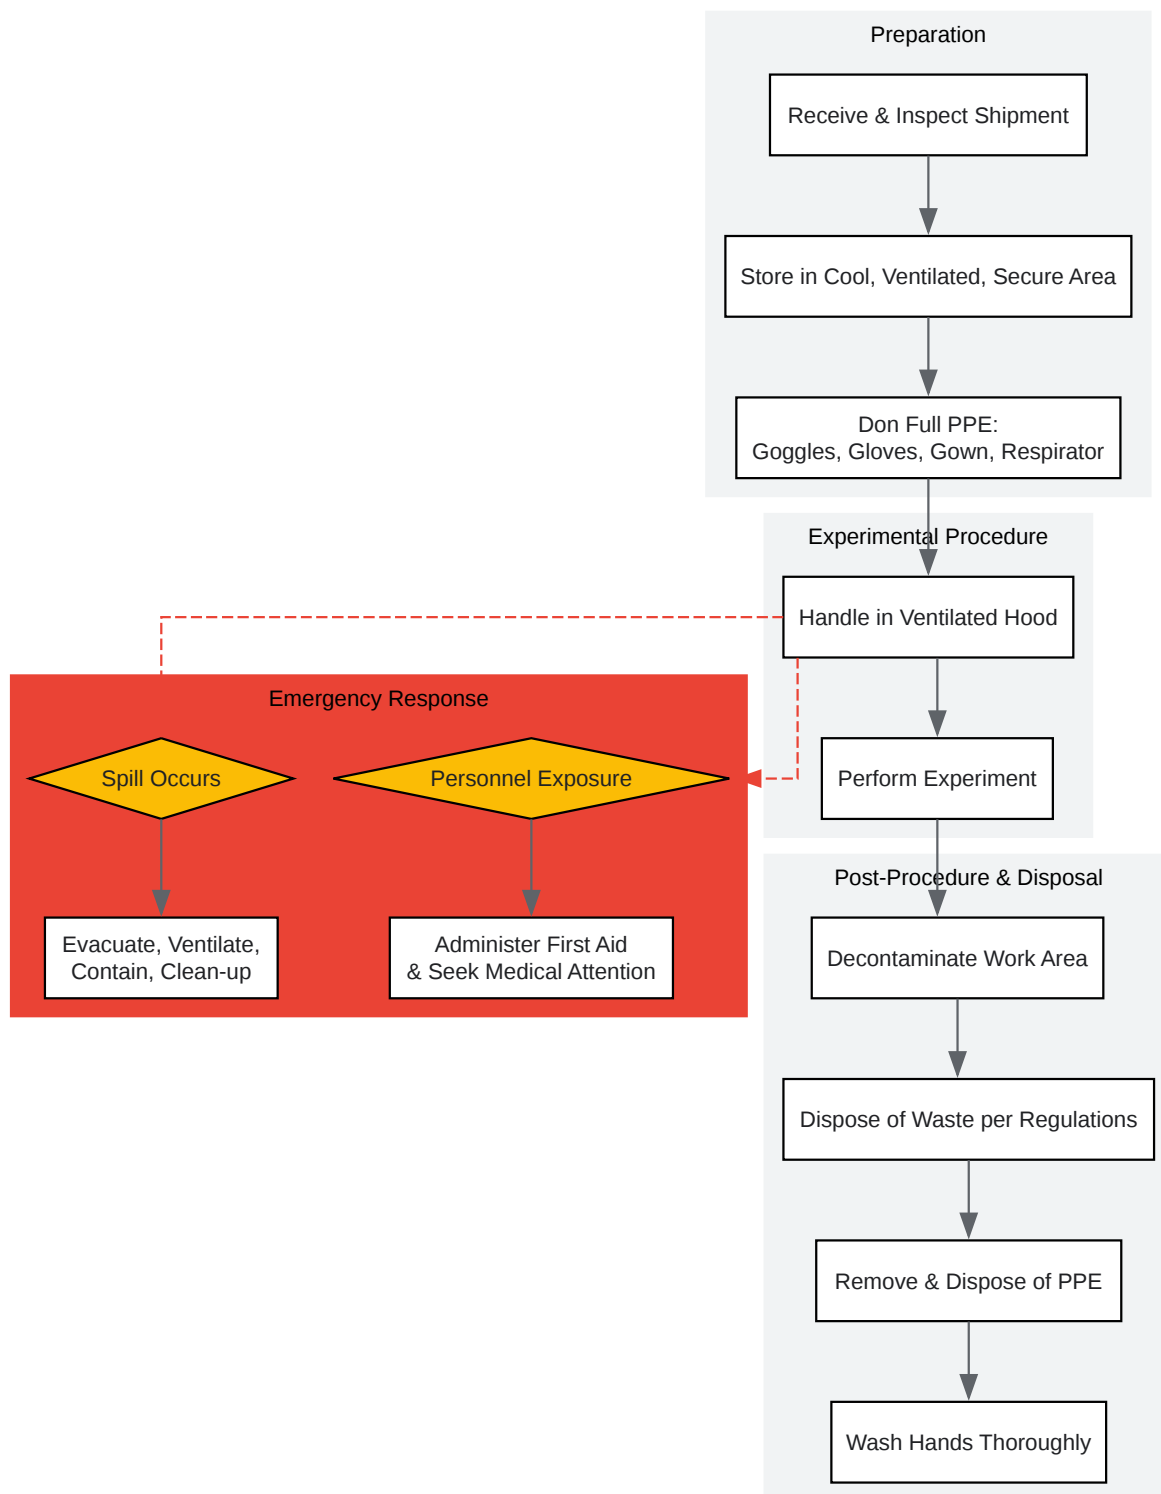 Preparation
Receive & Inspect Shipment
Store in Cool, Ventilated, Secure Area
Don Full PPE:
Goggles, Gloves, Gown, Respirator
Experimental Procedure
Handle in Ventilated Hood
Perform Experiment
Emergency Response
Spill Occurs
Personnel Exposure
Evacuate, Ventilate,
Contain, Clean-up
Administer First Aid
& Seek Medical Attention
Post-Procedure & Disposal
Decontaminate Work Area
Dispose of Waste per Regulations
Remove & Dispose of PPE
Wash Hands Thoroughly